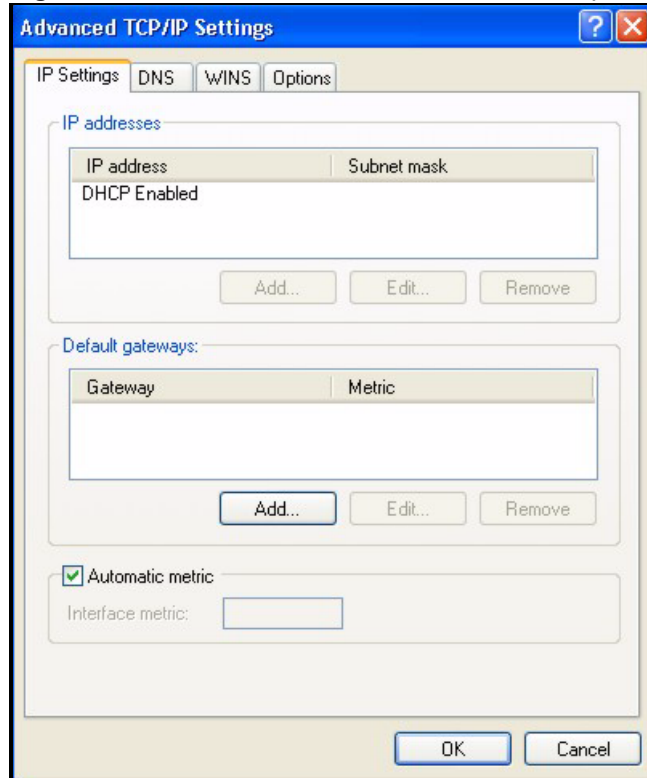 Advanced TCP/IP Settings
IP Settings DNS WINS Options
IP addresses
IP address Subnet mask
DHCP Enabled
Add... Edit... Remove
Default gateways:
Gateway Metric
Add... Edit... Remove
Automatic metric
Interface metric:
OK Cancel